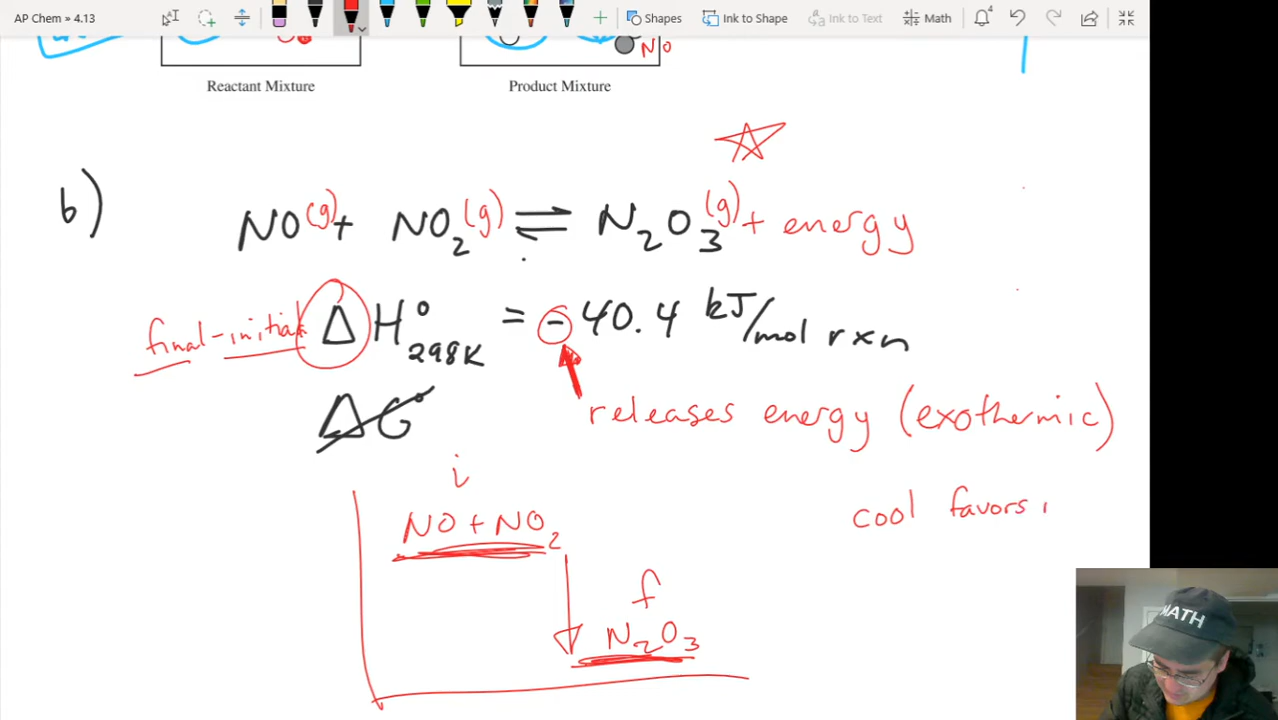 AP Chem » 4.13
Shapes
Ink to Shape
Ink to Text
Math
4
NO
Reactant Mixture
Product Mixture
b)
NO(g) + NO₂(g) ⇌ N₂O₃(g) + energy
final-initial ΔH°298K = -40.4 kJ/mol rxn
ΔG°
releases energy (exothermic)
i
NO + NO₂
cool favors
f
N₂O₃
MATH